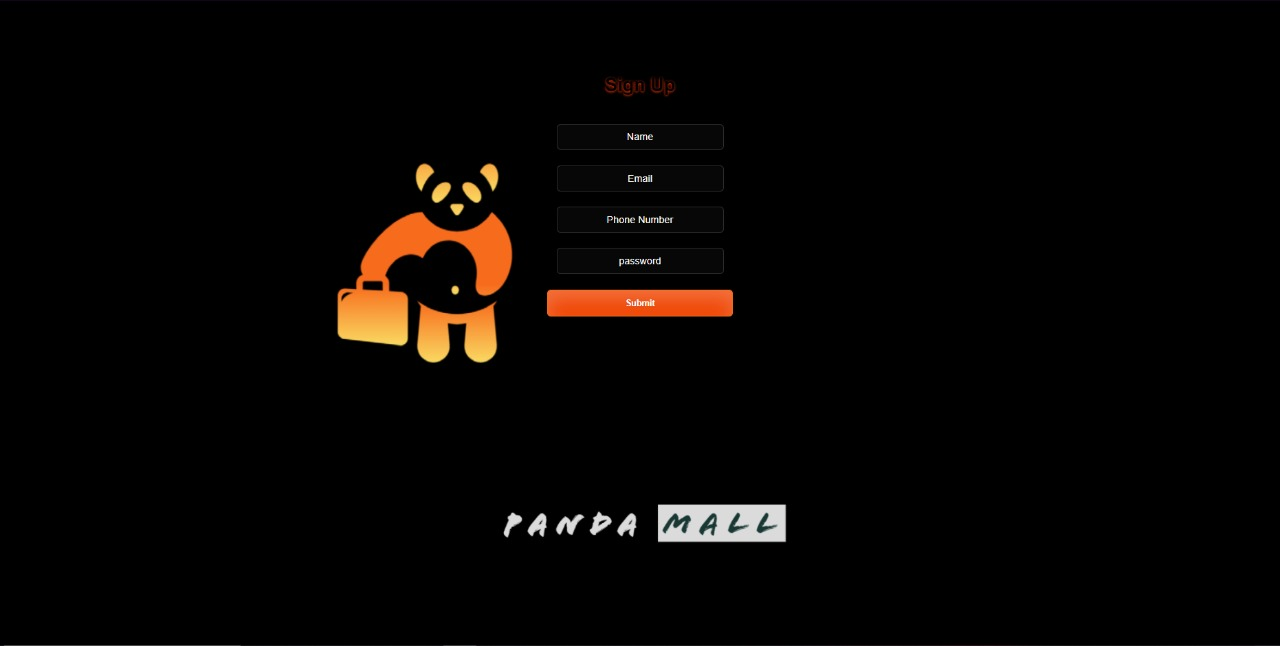 Sign Up
Name
Email
Phone Number
password
Submit
PANDA MALL